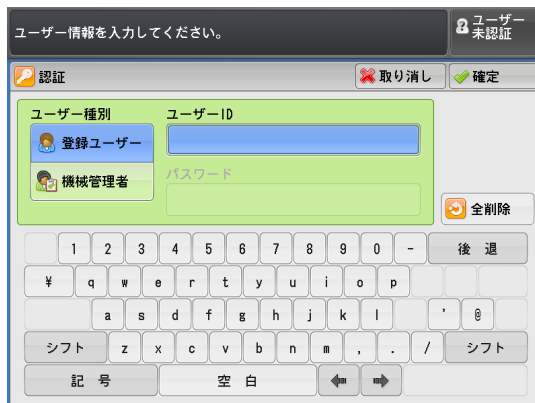 ユーザー情報を入力してください。
ユーザー
未認証
認証
取り消し
確定
ユーザー種別
ユーザーID
登録ユーザー
機械管理者
パスワード
全削除
1 2 3 4 5 6 7 8 9 0 - 後 退
¥ q w e r t y u i o p
a s d f g h j k l ' @
シフト z x c v b n m , . / シフト
記 号 空 白